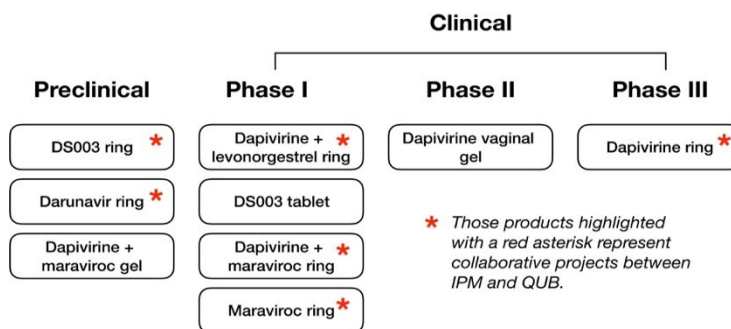 Clinical
Preclinical
Phase I
Phase II
Phase III
DS003 ring *
Darunavir ring *
Dapivirine +
maraviroc gel
Dapivirine +
levonorgestrel ring *
DS003 tablet
Dapivirine +
maraviroc ring *
Maraviroc ring *
Dapivirine vaginal
gel
Dapivirine ring *
* Those products highlighted
with a red asterisk represent
collaborative projects between
IPM and QUB.